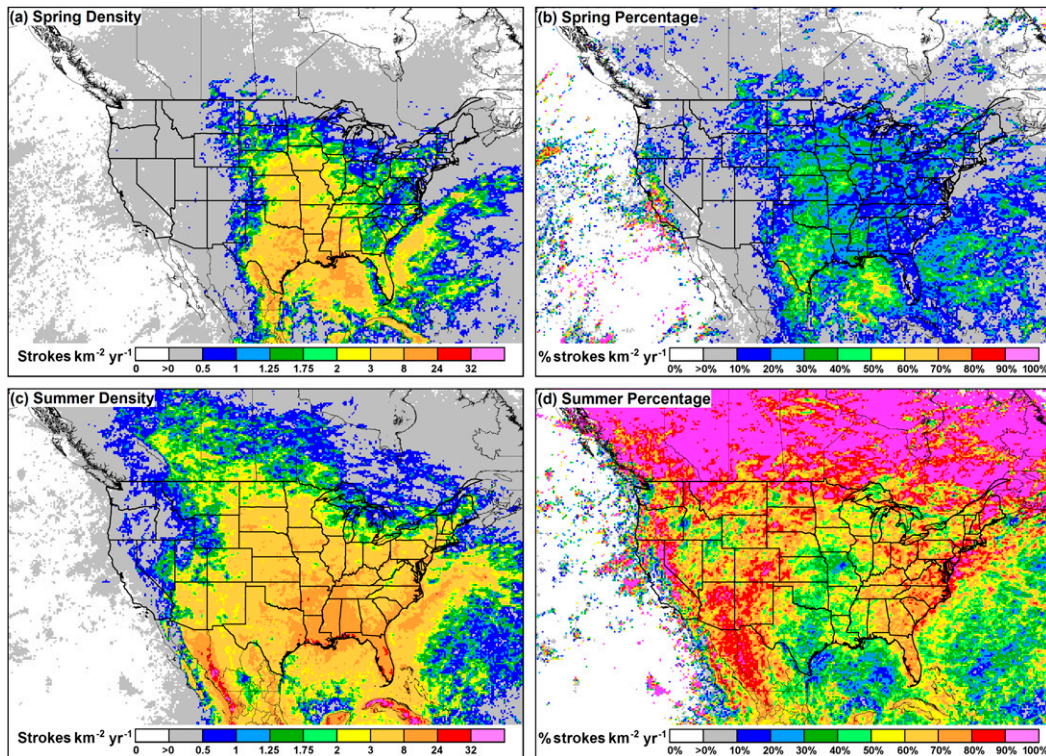 (a) Spring Density
(b) Spring Percentage
Strokes km⁻² yr⁻¹
0 >0 0.5 1 1.25 1.75 2 3 8 24 32
% strokes km⁻² yr⁻¹
0% >0% 10% 20% 30% 40% 50% 60% 70% 80% 90% 100%
(c) Summer Density
(d) Summer Percentage
Strokes km⁻² yr⁻¹
0 >0 0.5 1 1.25 1.75 2 3 8 24 32
% strokes km⁻² yr⁻¹
0% >0% 10% 20% 30% 40% 50% 60% 70% 80% 90% 100%